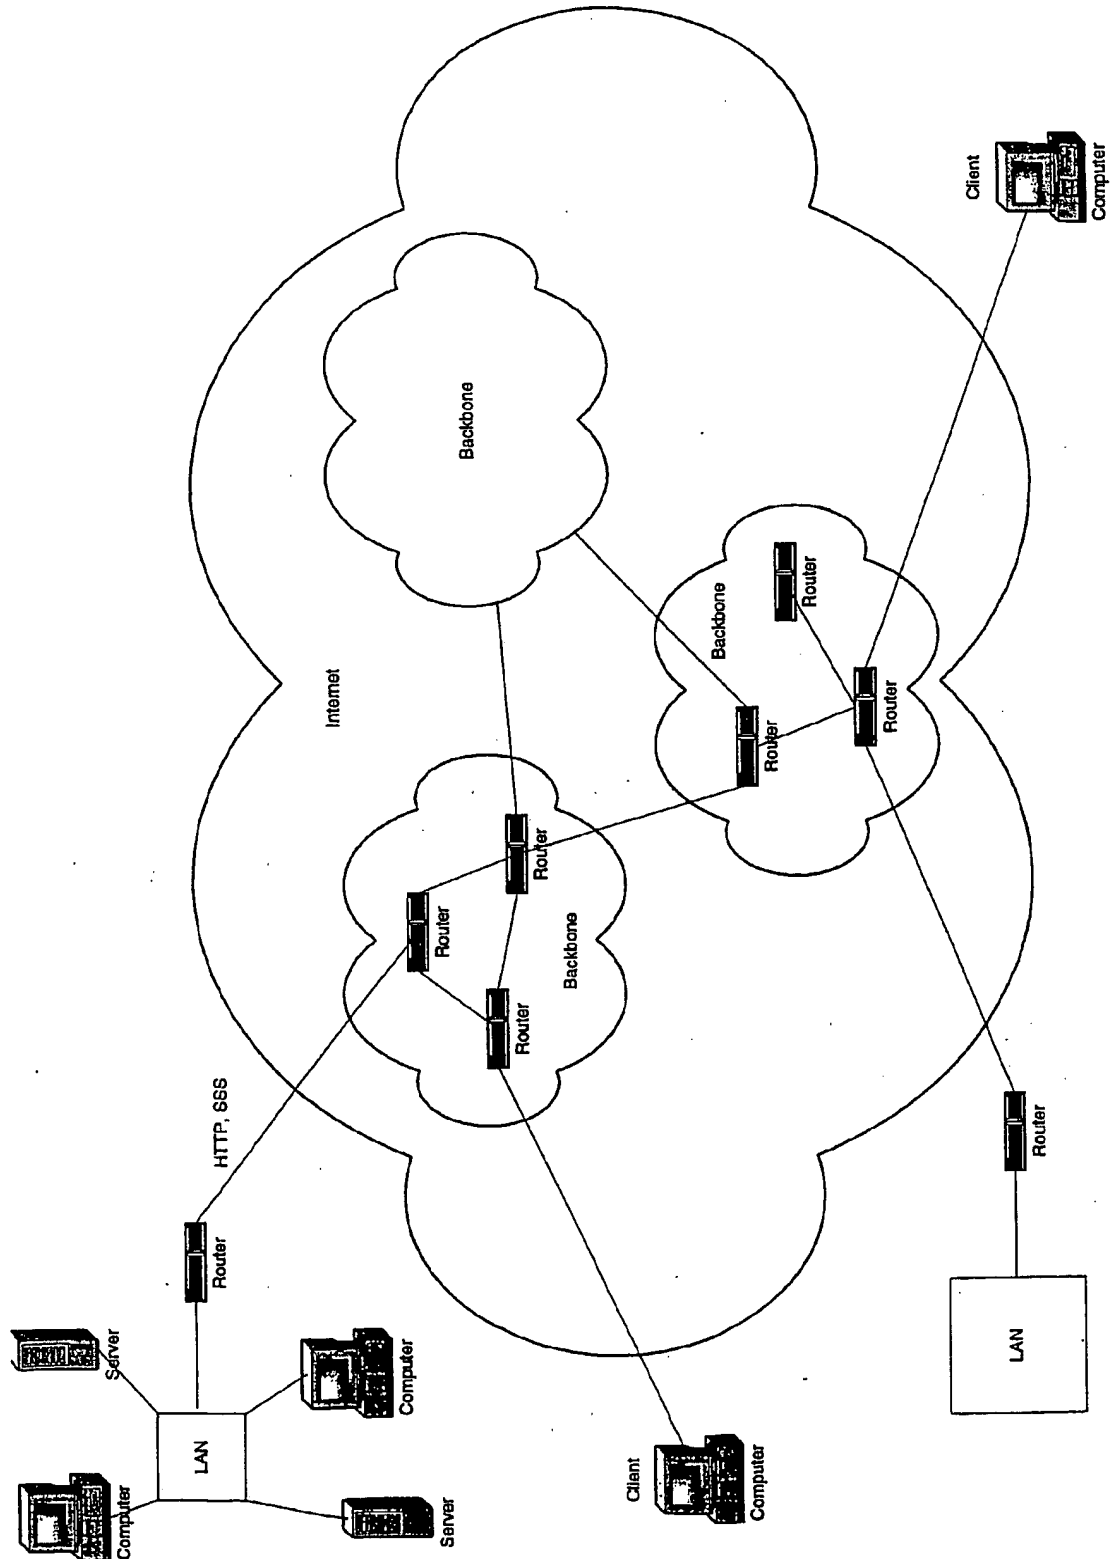 Computer
Server
LAN
Server
Computer
Router
HTTP, SSS
Internet
Backbone
Router
Router
Router
Backbone
Backbone
Router
Router
Router
Client
Computer
Client
Computer
LAN
Router